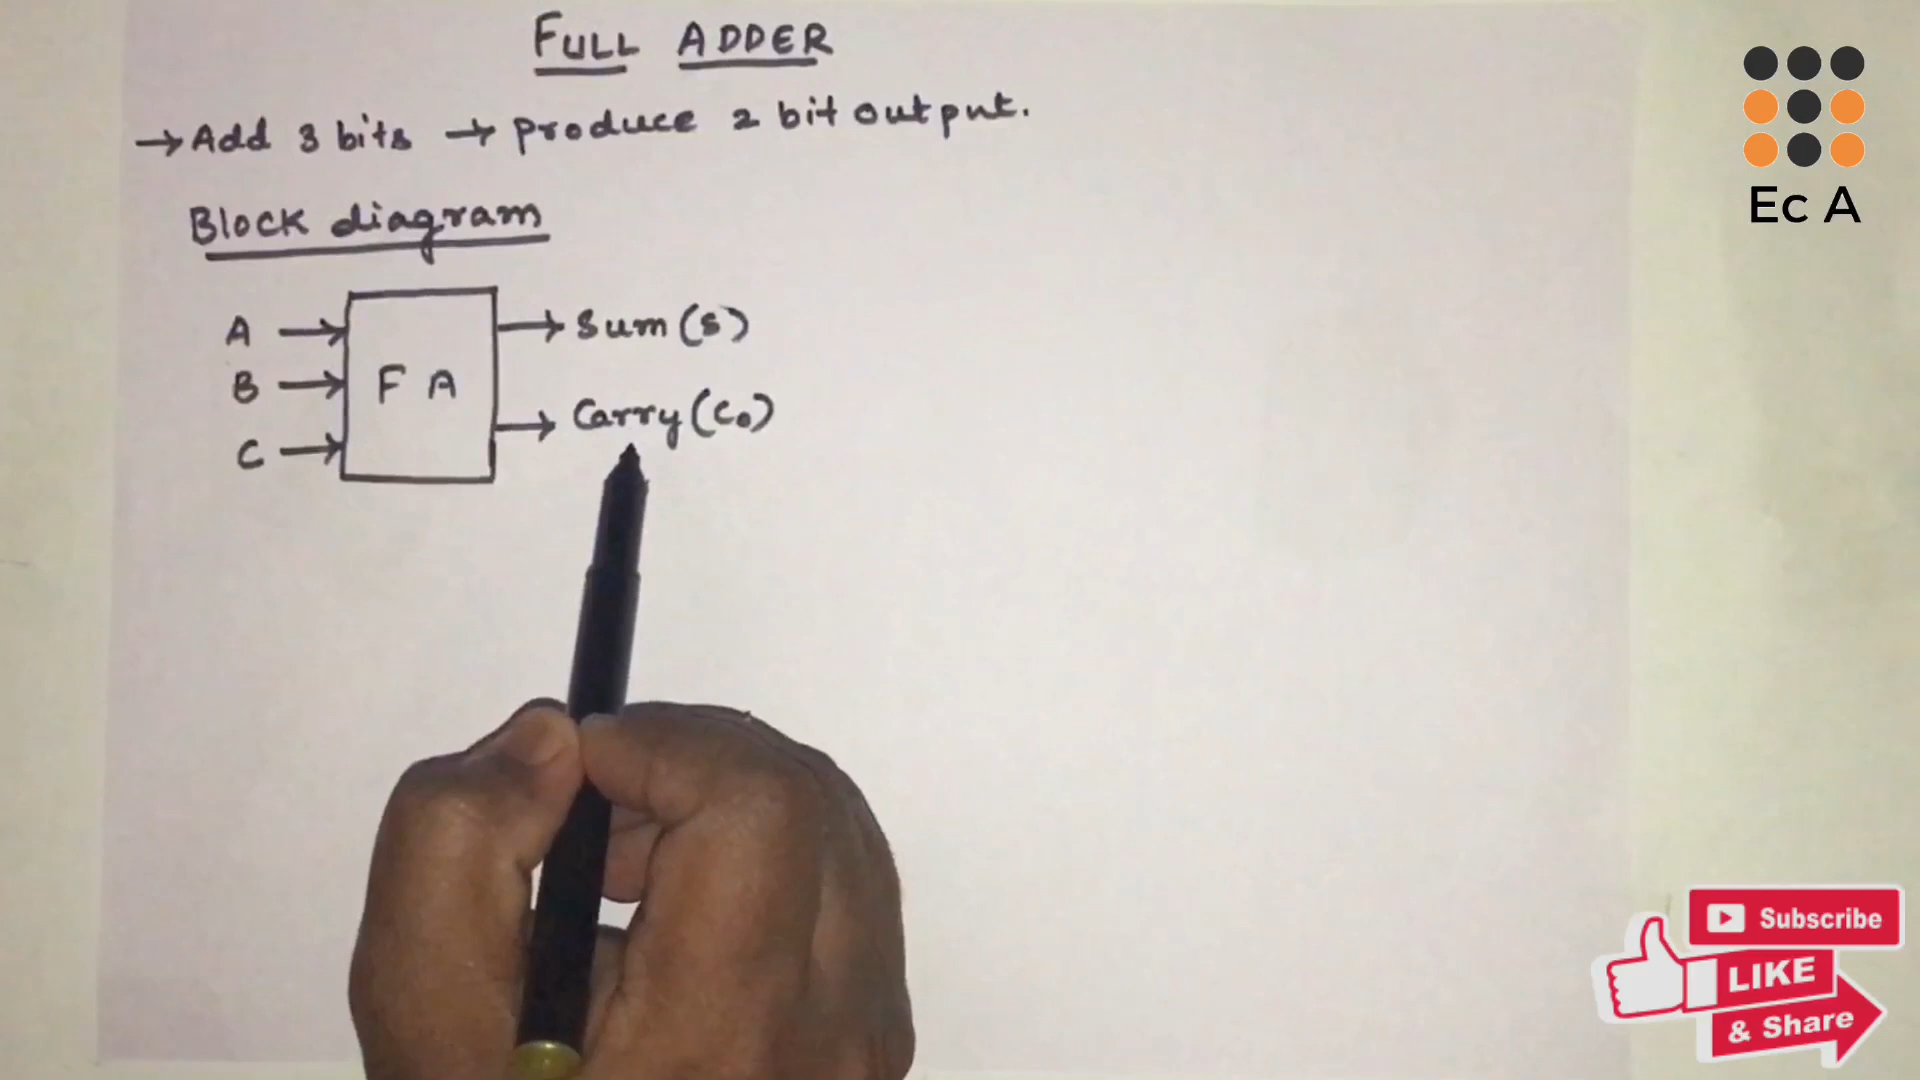 FULL ADDER
→ Add 3 bits → Produce 2 bit output.
Block diagram
A → F A → Sum (S)
B →
C → → Carry (C₀)
Ec A
Subscribe
LIKE
& Share